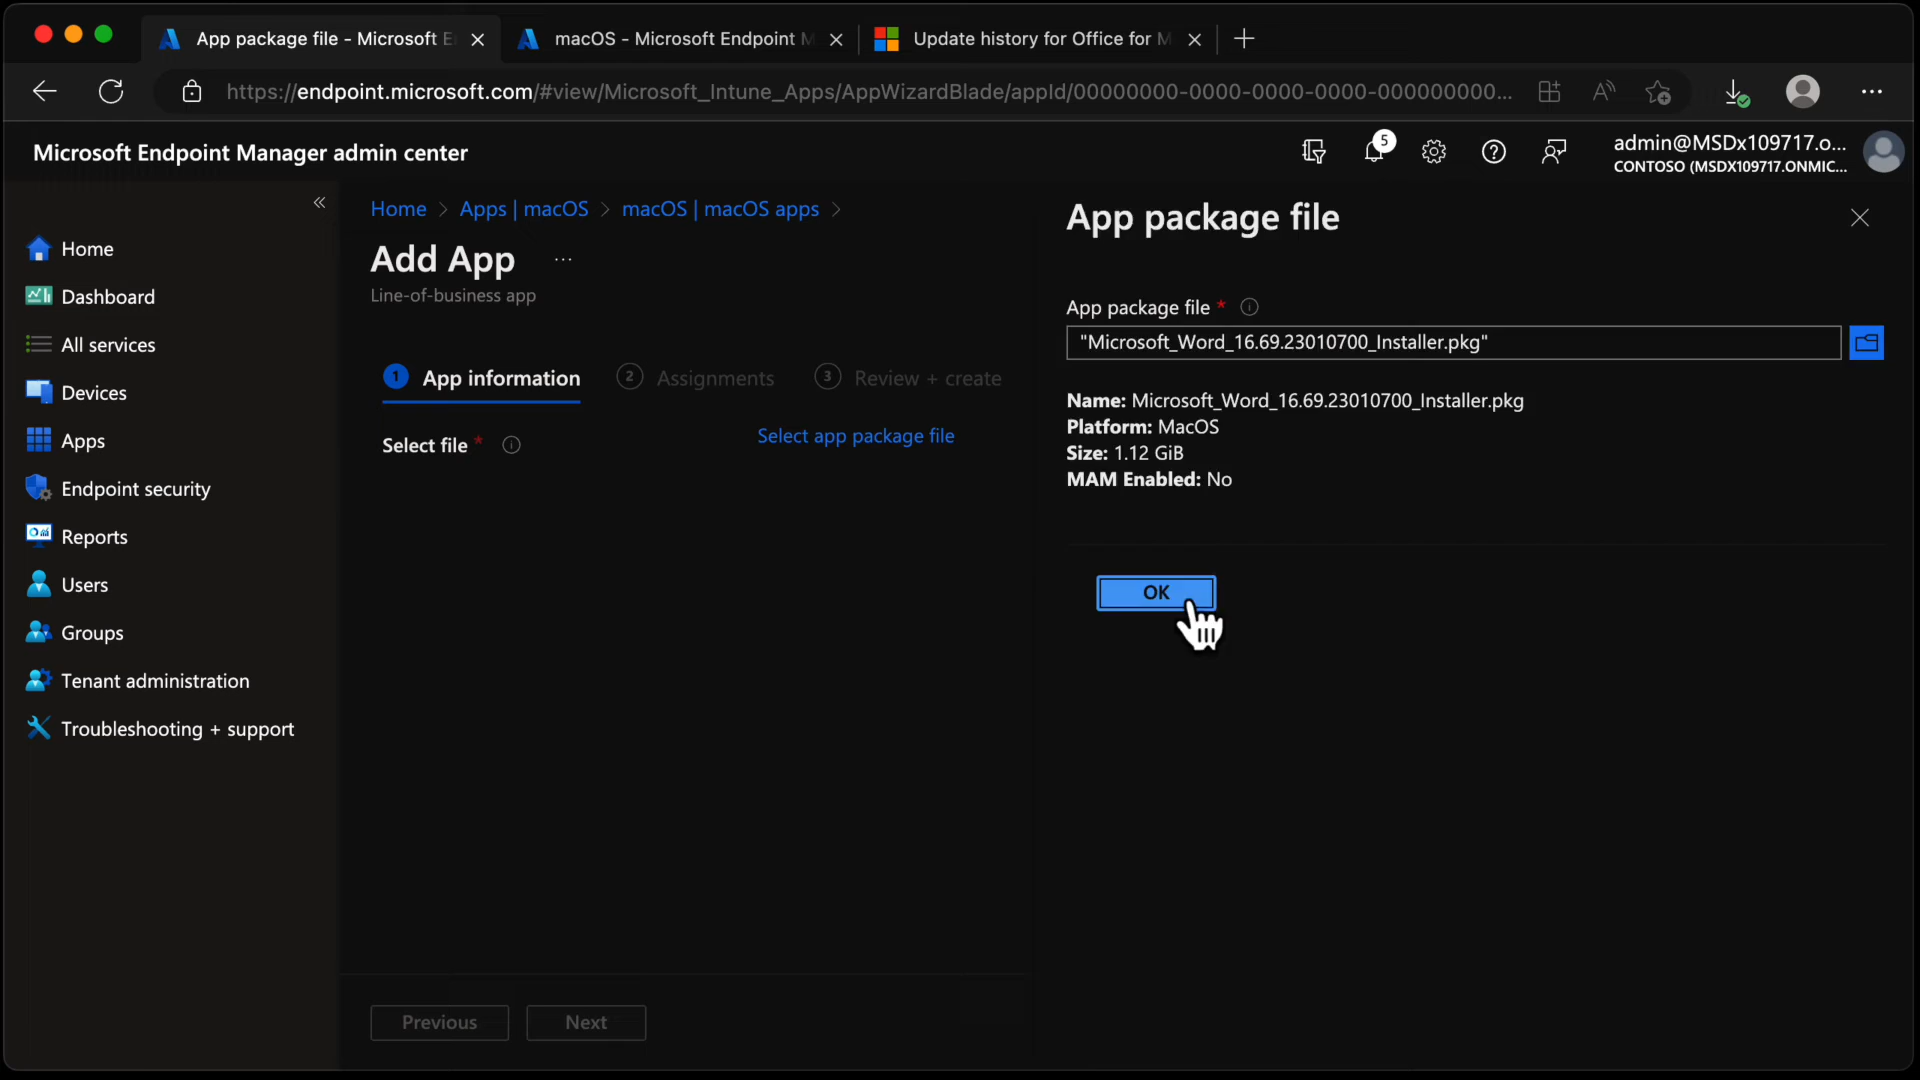 App package file - Microsoft E
macOS - Microsoft Endpoint M
Update history for Office for M
https://endpoint.microsoft.com/#view/Microsoft_Intune_Apps/AppWizardBlade/appId/00000000-0000-0000-0000-000000000...
Microsoft Endpoint Manager admin center
5
admin@MSDx109717.o...
CONTOSO (MSDX109717.ONMIC...
Home
Dashboard
All services
Devices
Apps
Endpoint security
Reports
Users
Groups
Tenant administration
Troubleshooting + support
Home > Apps | macOS > macOS | macOS apps >
Add App ...
Line-of-business app
1 App information
2 Assignments
3 Review + create
Select file *
Select app package file
Previous
Next
App package file
App package file *
"Microsoft_Word_16.69.23010700_Installer.pkg"
Name: Microsoft_Word_16.69.23010700_Installer.pkg
Platform: MacOS
Size: 1.12 GiB
MAM Enabled: No
OK